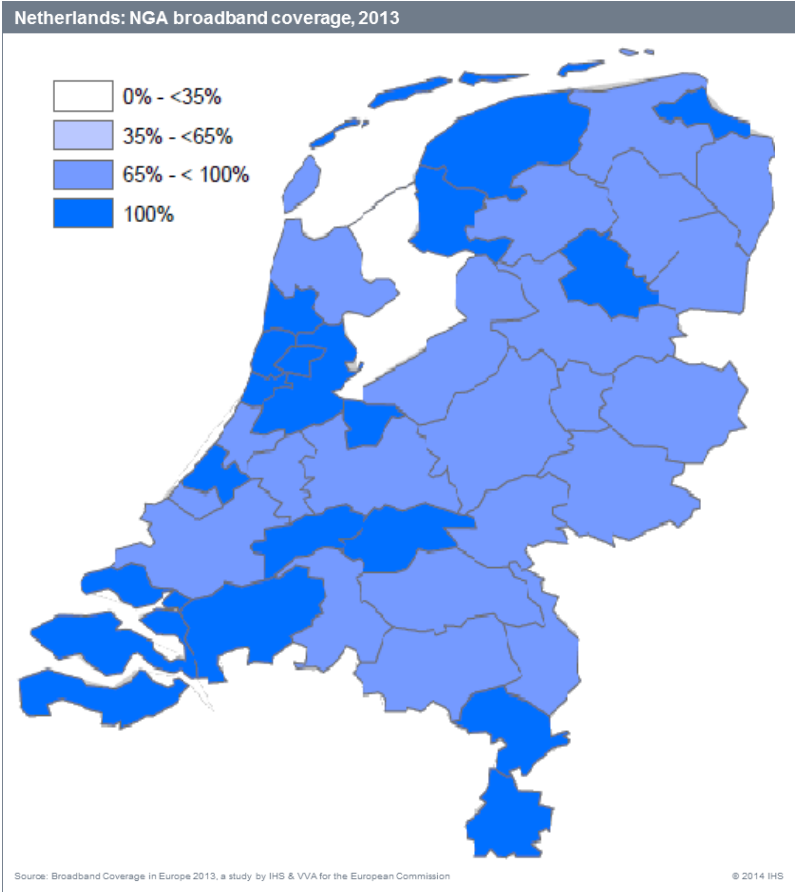 Netherlands: NGA broadband coverage, 2013
0% - <35%
35% - <65%
65% - < 100%
100%
Source: Broadband Coverage in Europe 2013, a study by IHS & VVA for the European Commission
© 2014 IHS